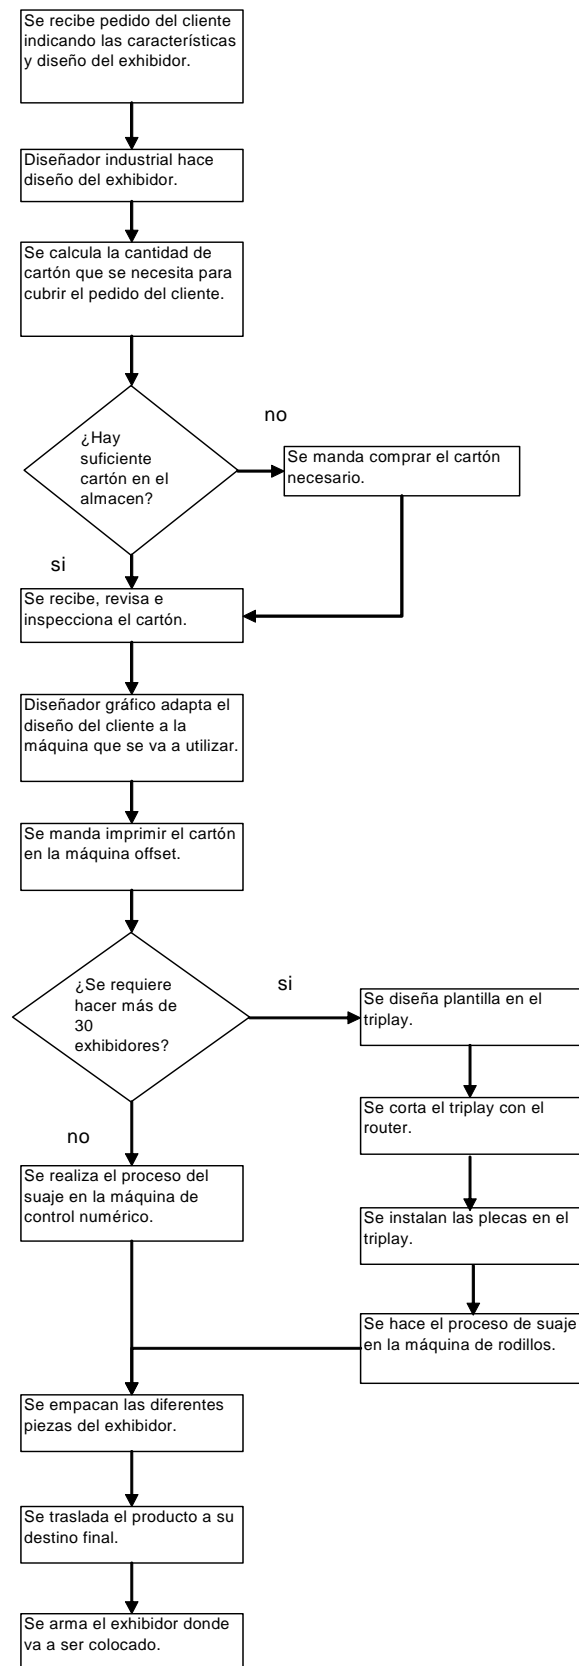 Se recibe pedido del cliente
indicando las características
y diseño del exhibidor.
Diseñador industrial hace
diseño del exhibidor.
Se calcula la cantidad de
cartón que se necesita para
cubrir el pedido del cliente.
¿Hay
suficiente
cartón en el
almacen?
no
Se manda comprar el cartón
necesario.
si
Se recibe, revisa e
inspecciona el cartón.
Diseñador gráfico adapta el
diseño del cliente a la
máquina que se va a utilizar.
Se manda imprimir el cartón
en la máquina offset.
¿Se requiere
hacer más de
30
exhibidores?
si
Se diseña plantilla en el
triplay.
Se corta el triplay con el
router.
Se instalan las plecas en el
triplay.
Se hace el proceso de suaje
en la máquina de rodillos.
no
Se realiza el proceso del
suaje en la máquina de
control numérico.
Se empacan las diferentes
piezas del exhibidor.
Se traslada el producto a su
destino final.
Se arma el exhibidor donde
va a ser colocado.